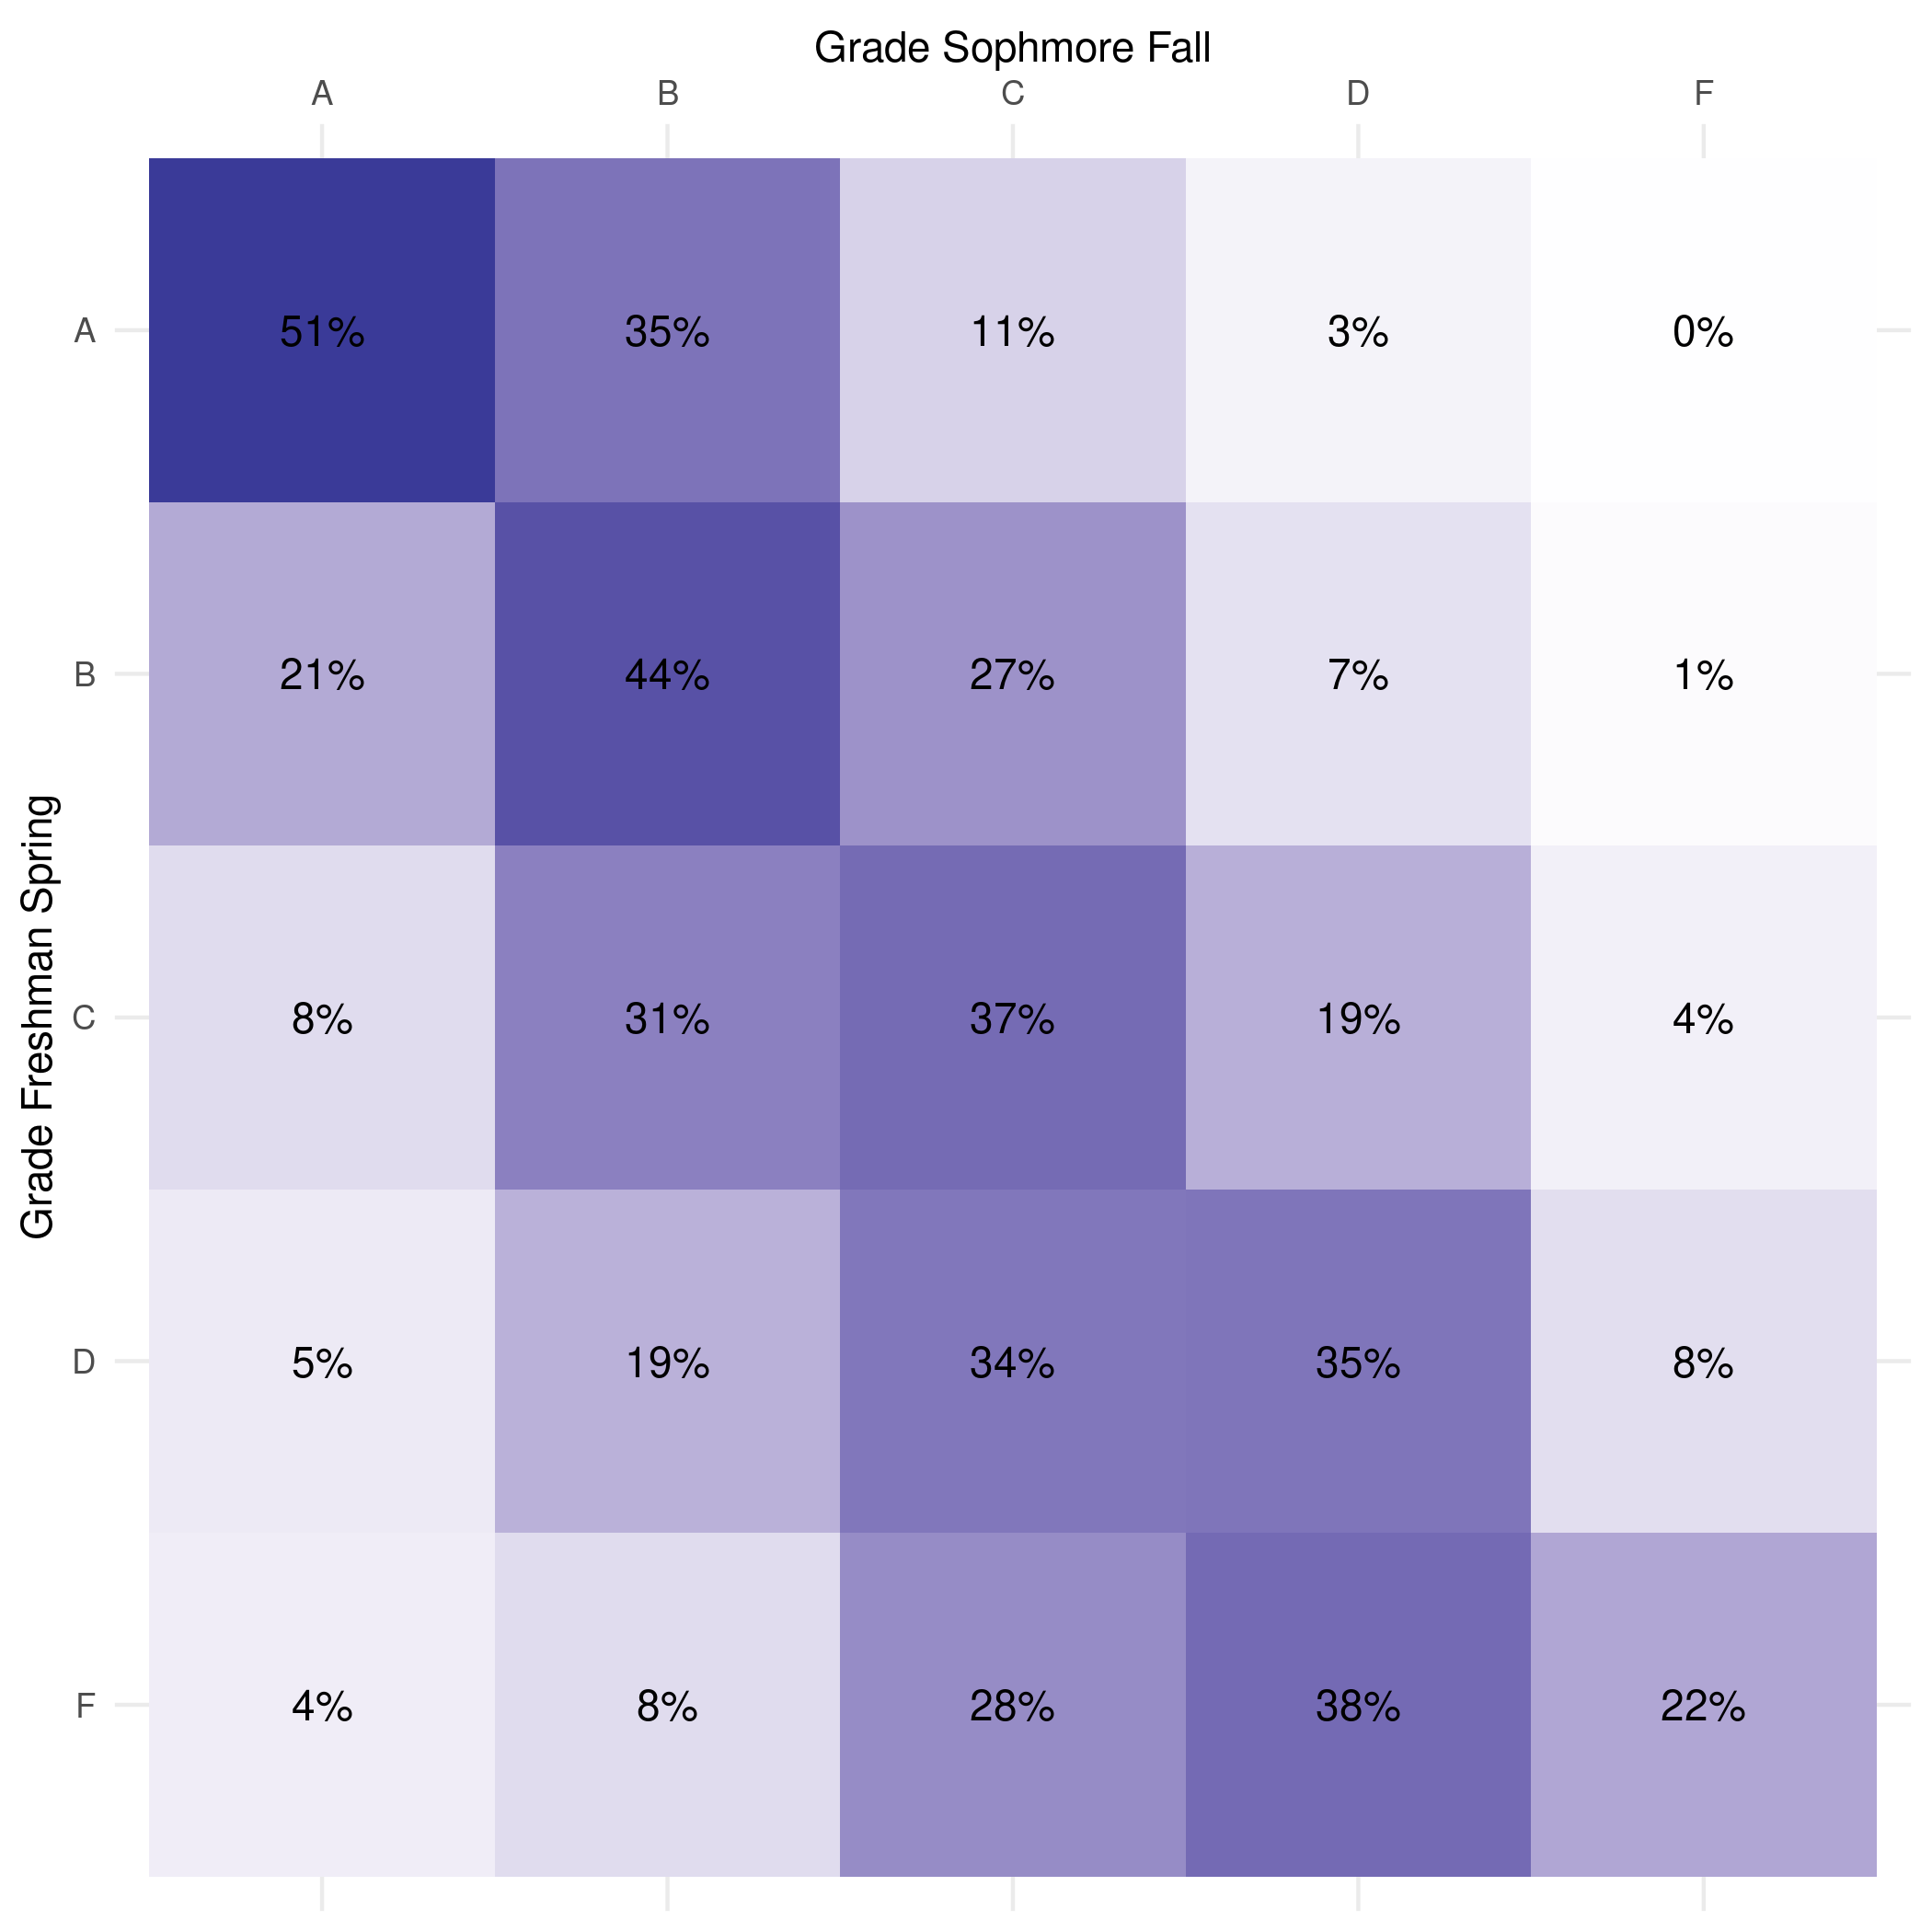 Grade Sophmore Fall
A B C D F
Grade Freshman Spring
A 51% 35% 11% 3% 0%
B 21% 44% 27% 7% 1%
C 8% 31% 37% 19% 4%
D 5% 19% 34% 35% 8%
F 4% 8% 28% 38% 22%